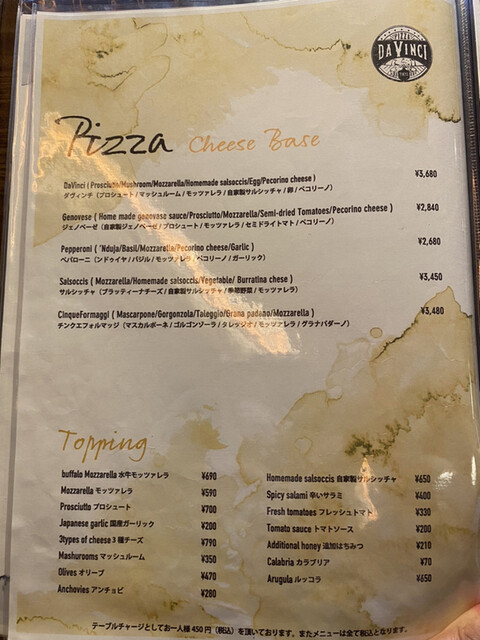 PIZZA
DAVINCI
Pizza Cheese Base
DaVinci ( Prosciutto/Mushroom/Mozzarella/Homemade salsoccis/Egg/Pecorino cheese ) ¥3,680
ダヴィンチ（プロシュート / マッシュルーム / モッツァレラ / 自家製サルシッチャ / 卵 / ペコリーノ）
Genovese ( Home made genovase sauce/Prosciutto/Mozzarella/Semi-dried Tomatoes/Pecorino cheese ) ¥2,840
ジェノベーゼ（自家製ジェノベーゼ / プロシュート / モッツァレラ / セミドライトマト / ペコリーノ）
Pepperoni ( 'Nduja/Basil/Mozzarella/Pecorino cheese/Garlic ) ¥2,680
ペパローニ（ンドゥイヤ / バジル / モッツァレラ / ペコリーノ / ガーリック）
Salsoccis ( Mozzarella/Homemade salsoccis/Vegetable/ Burratina chese ) ¥3,450
サルシッチャ（ブラッティーナチーズ / 自家製サルシッチャ / 季節野菜 / モッツァレラ）
CinqueFormaggi ( Mascarpone/Gorgonzola/Taleggio/Grana padano/Mozzarella ) ¥3,480
チンクエフォルマッジ（マスカルポーネ / ゴルゴンゾーラ / タレッジオ / モッツァレラ / グラナパダーノ）
Topping
buffalo Mozzarella 水牛モッツァレラ ¥690
Mozzarella モッツァレラ ¥590
Prosciutto プロシュート ¥700
Japanese garlic 国産ガーリック ¥200
3types of cheese 3 種チーズ ¥790
Mashurooms マッシュルーム ¥350
Olives オリーブ ¥470
Anchovies アンチョビ ¥280
Homemade salsoccis 自家製サルシッチャ ¥650
Spicy salami 辛いサラミ ¥400
Fresh tomatoes フレッシュトマト ¥330
Tomato sauce トマトソース ¥200
Additional honey 追加はちみつ ¥210
Calabria カラブリア ¥70
Arugula ルッコラ ¥650
テーブルチャージとしてお一人様 450 円（税込）を頂いております。またメニューは全て税込となります。